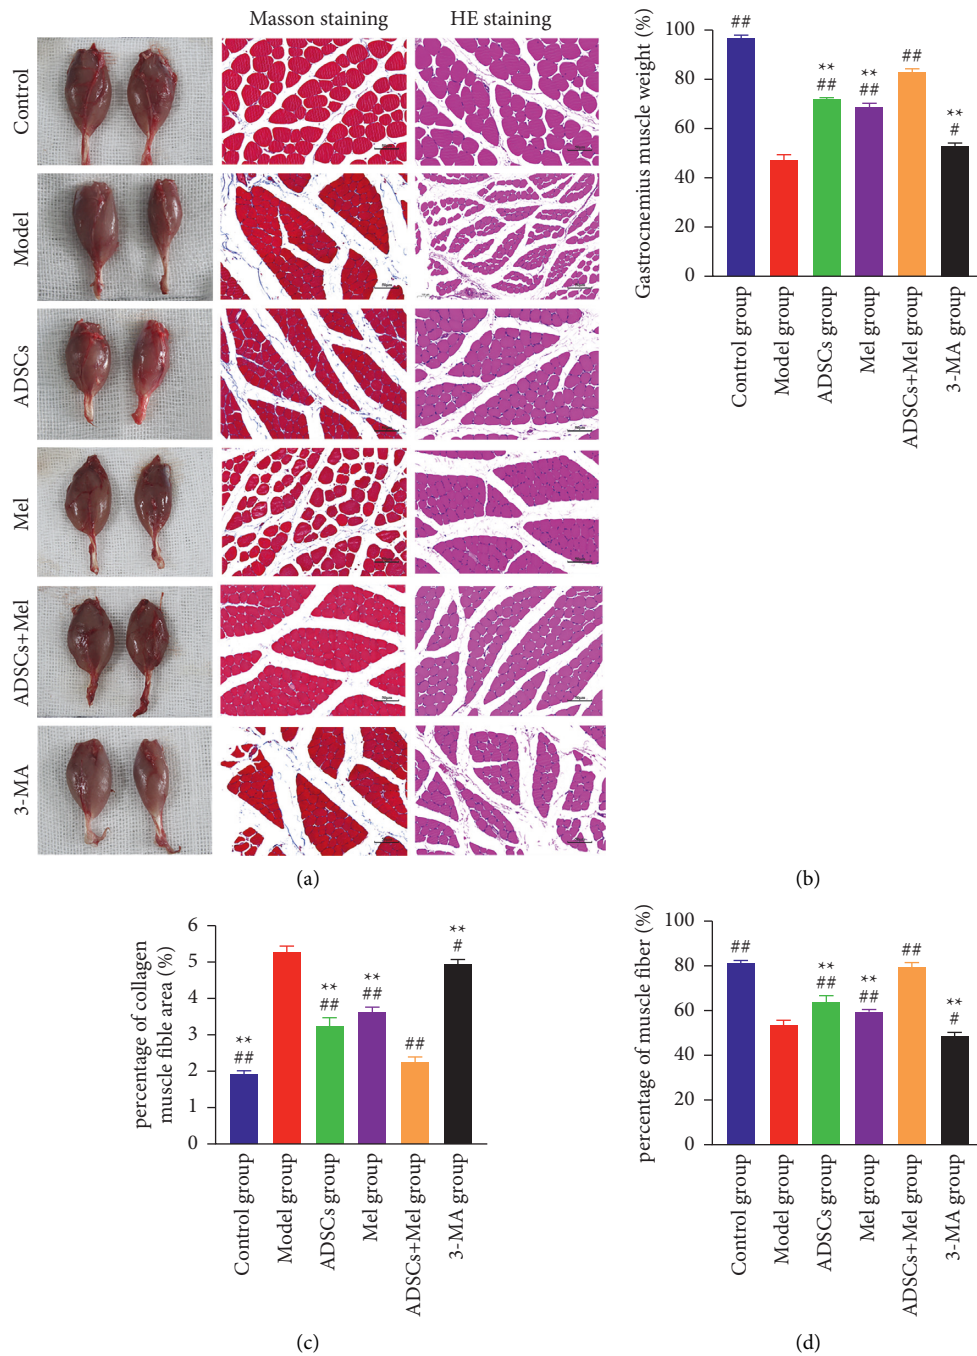 Masson staining
HE staining
Control
Model
ADSCs
Mel
ADSCs+Mel
3-MA
(a)
Gastrocnemius muscle weight (%)
100
80
60
40
20
0
##
**
##
**
##
##
**
#
Control group
Model group
ADSCs group
Mel group
ADSCs+Mel group
3-MA group
(b)
percentage of collagen
muscle fible area (%)
6
5
4
3
2
1
0
**
##
**
##
**
##
##
**
#
Control group
Model group
ADSCs group
Mel group
ADSCs+Mel group
3-MA group
(c)
percentage of muscle fiber (%)
100
80
60
40
20
0
##
**
##
**
##
##
**
#
Control group
Model group
ADSCs group
Mel group
ADSCs+Mel group
3-MA group
(d)